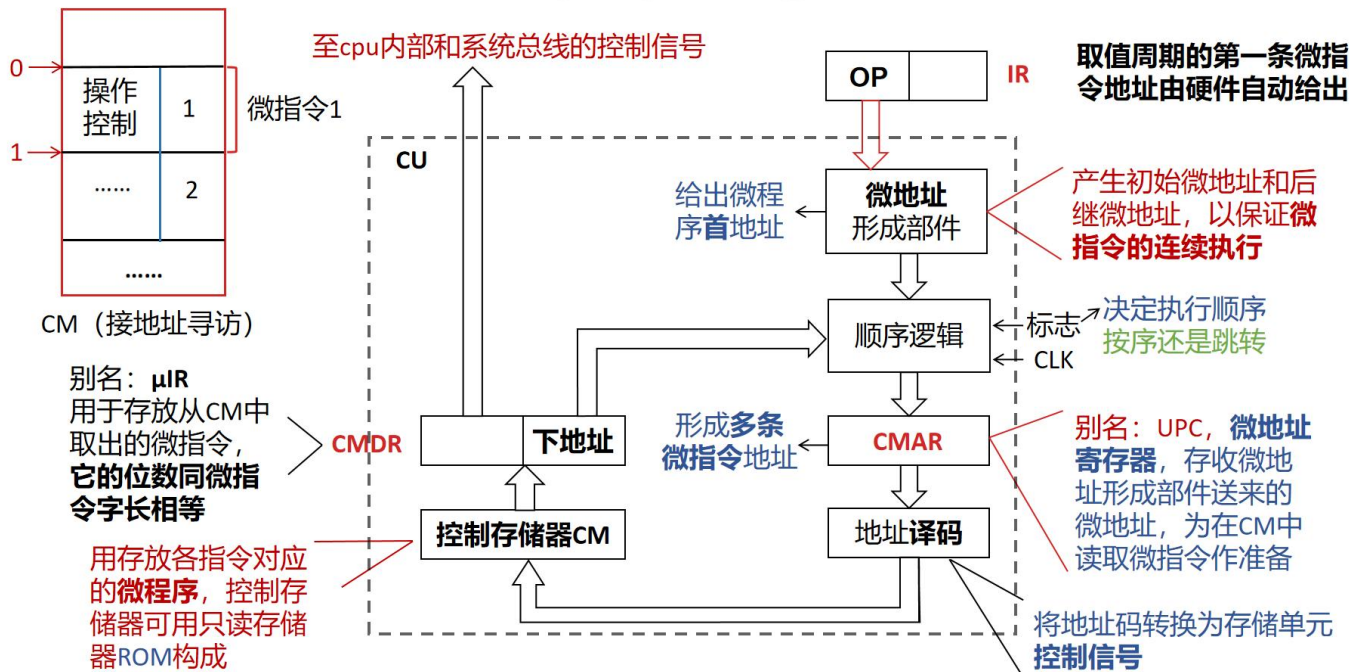 0
操作
控制
1
微指令1
1
……
2
……
CM（接地址寻访）
至cpu内部和系统总线的控制信号
OP
IR
取值周期的第一条微指
令地址由硬件自动给出
CU
给出微程
序首地址
微地址
形成部件
产生初始微地址和后
继微地址，以保证微
指令的连续执行
顺序逻辑
标志
CLK
决定执行顺序
按序还是跳转
别名：μIR
用于存放从CM中
取出的微指令，
它的位数同微指
令字长相等
CMDR
下地址
形成多条
微指令地址
CMAR
别名：UPC，微地址
寄存器，存收微地
址形成部件送来的
微地址，为在CM中
读取微指令作准备
控制存储器CM
地址译码
用存放各指令对应
的微程序，控制存
储器可用只读存储
器ROM构成
将地址码转换为存储单元
控制信号